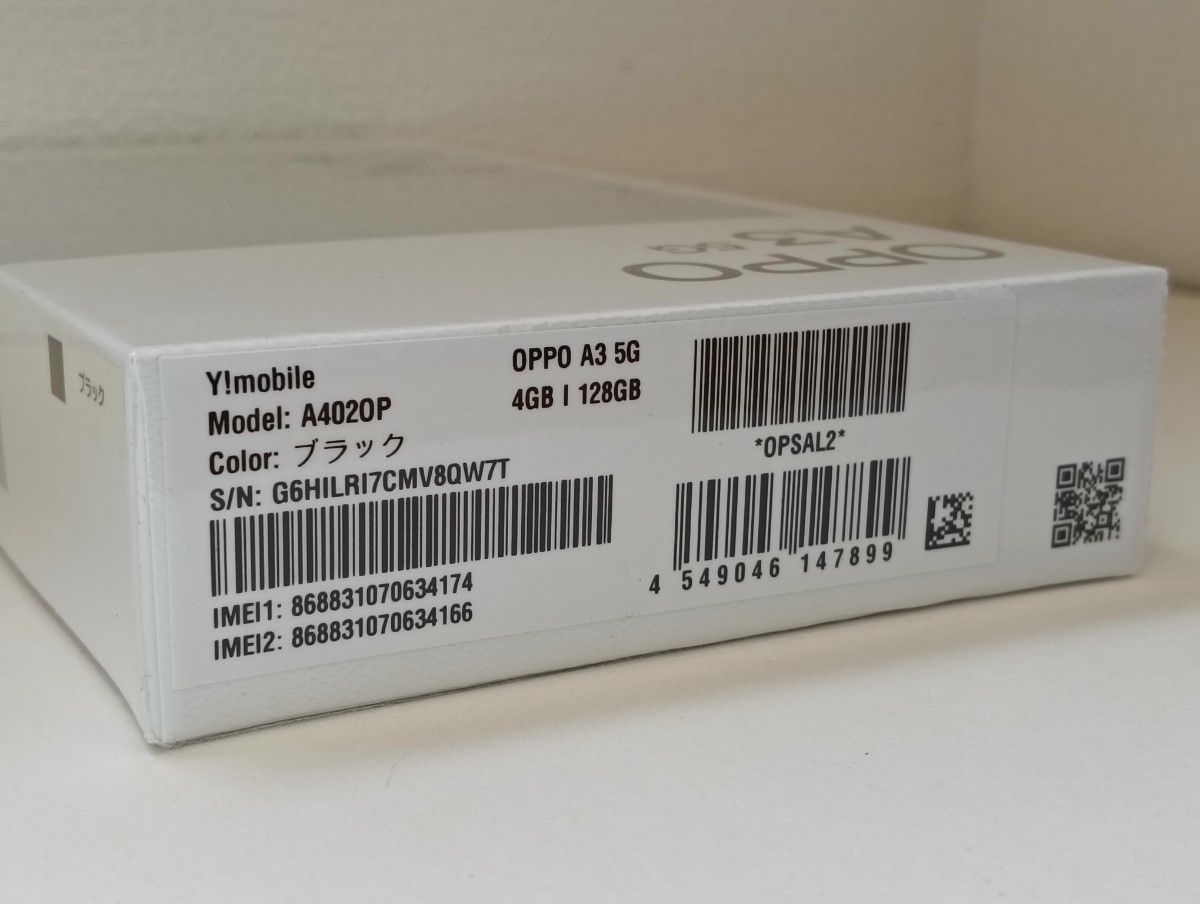 OPPO
A3 5G
ブラック
Y!mobile
Model: A402OP
Color: ブラック
S/N: G6HILRI7CMV8QW7T
IMEI1: 868831070634174
IMEI2: 868831070634166
OPPO A3 5G
4GB | 128GB
*OPSAL2*
4 549046 147899